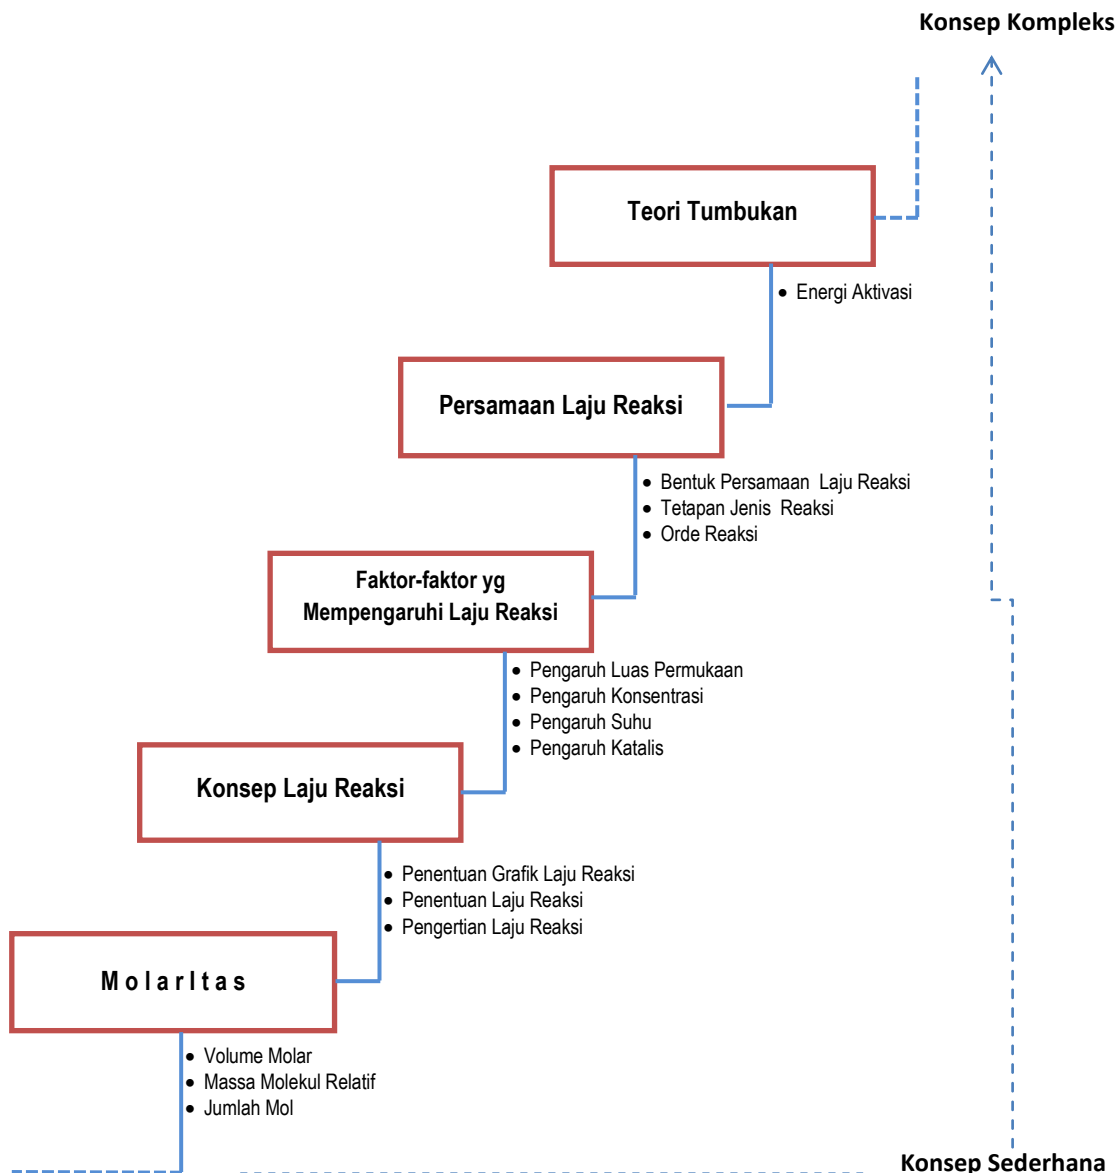 Konsep Kompleks
Teori Tumbukan
• Energi Aktivasi
Persamaan Laju Reaksi
• Bentuk Persamaan Laju Reaksi
• Tetapan Jenis Reaksi
• Orde Reaksi
Faktor-faktor yg
Mempengaruhi Laju Reaksi
• Pengaruh Luas Permukaan
• Pengaruh Konsentrasi
• Pengaruh Suhu
• Pengaruh Katalis
Konsep Laju Reaksi
• Penentuan Grafik Laju Reaksi
• Penentuan Laju Reaksi
• Pengertian Laju Reaksi
M o l a r I t a s
• Volume Molar
• Massa Molekul Relatif
• Jumlah Mol
Konsep Sederhana